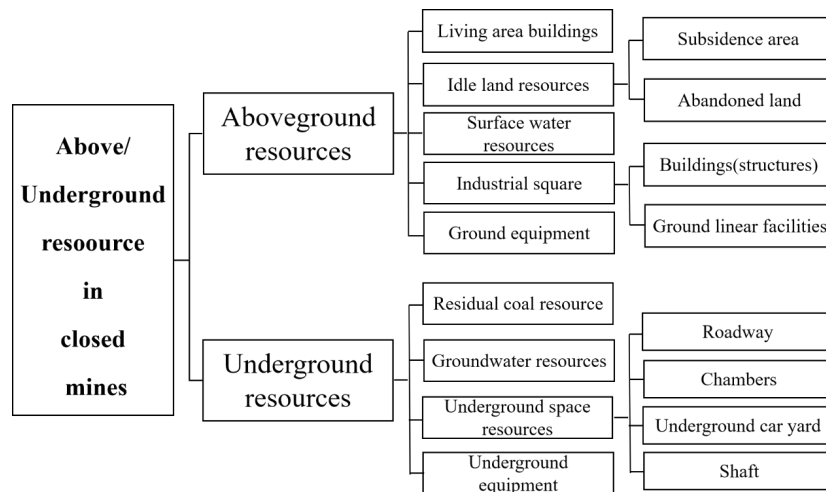 Above/
Underground
resoource
in
closed
mines
Aboveground
resources
Living area buildings
Idle land resources
Subsidence area
Abandoned land
Surface water
resources
Industrial square
Buildings(structures)
Ground linear facilities
Ground equipment
Underground
resources
Residual coal resource
Groundwater resources
Underground space
resources
Roadway
Chambers
Underground car yard
Shaft
Underground
equipment